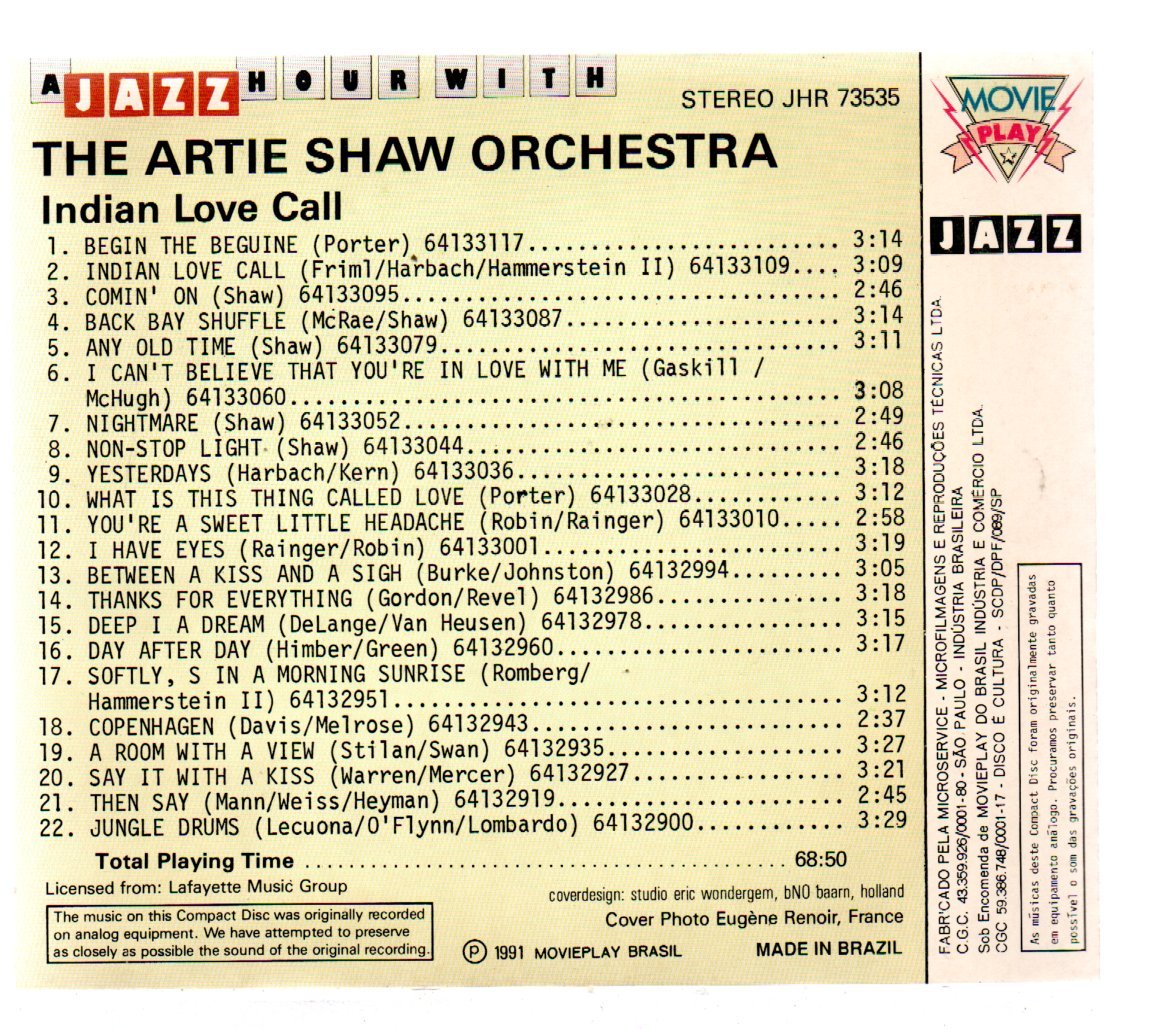 A JAZZ HOUR WITH
STEREO JHR 73535
THE ARTIE SHAW ORCHESTRA
Indian Love Call
1. BEGIN THE BEGUINE (Porter) 64133117......................... 3:14
2. INDIAN LOVE CALL (Friml/Harbach/Hammerstein II) 64133109.... 3:09
3. COMIN' ON (Shaw) 64133095................................... 2:46
4. BACK BAY SHUFFLE (McRae/Shaw) 64133087...................... 3:14
5. ANY OLD TIME (Shaw) 64133079................................ 3:11
6. I CAN'T BELIEVE THAT YOU'RE IN LOVE WITH ME (Gaskill /
McHugh) 64133060............................................ 3:08
7. NIGHTMARE (Shaw) 64133052................................... 2:49
8. NON-STOP LIGHT (Shaw) 64133044.............................. 2:46
9. YESTERDAYS (Harbach/Kern) 64133036.......................... 3:18
10. WHAT IS THIS THING CALLED LOVE (Porter) 64133028............ 3:12
11. YOU'RE A SWEET LITTLE HEADACHE (Robin/Rainger) 64133010..... 2:58
12. I HAVE EYES (Rainger/Robin) 64133001........................ 3:19
13. BETWEEN A KISS AND A SIGH (Burke/Johnston) 64132994......... 3:05
14. THANKS FOR EVERYTHING (Gordon/Revel) 64132986............... 3:18
15. DEEP I A DREAM (DeLange/Van Heusen) 64132978................ 3:15
16. DAY AFTER DAY (Himber/Green) 64132960....................... 3:17
17. SOFTLY, S IN A MORNING SUNRISE (Romberg/
Hammerstein II) 64132951.................................... 3:12
18. COPENHAGEN (Davis/Melrose) 64132943......................... 2:37
19. A ROOM WITH A VIEW (Stilan/Swan) 64132935................... 3:27
20. SAY IT WITH A KISS (Warren/Mercer) 64132927................. 3:21
21. THEN SAY (Mann/Weiss/Heyman) 64132919....................... 2:45
22. JUNGLE DRUMS (Lecuona/O'Flynn/Lombardo) 64132900............ 3:29
Total Playing Time ............................................ 68:50
Licensed from: Lafayette Music Group
The music on this Compact Disc was originally recorded
on analog equipment. We have attempted to preserve
as closely as possible the sound of the original recording.
coverdesign: studio eric wondergem, bNO baarn, holland
Cover Photo Eugène Renoir, France
℗ 1991 MOVIEPLAY BRASIL
MADE IN BRAZIL
MOVIE
PLAY
JAZZ
FABRICADO PELA MICROSERVICE - MICROFILMAGENS E REPRODUÇÕES TÉCNICAS LTDA.
C.G.C. 43.359.926/0001-80 - SÃO PAULO - INDÚSTRIA BRASILEIRA
Sob Encomenda de MOVIEPLAY DO BRASIL INDÚSTRIA E COMÉRCIO LTDA.
CGC 59.386.748/0001-17 - DISCO É CULTURA - SCDP/DPF/089/SP
As músicas deste Compact Disc foram originalmente gravadas
em equipamento análogo. Procuramos preservar tanto quanto
possível o som das gravações originais.